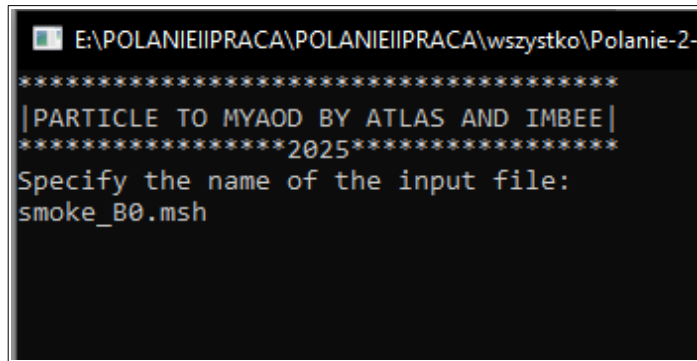 E:\POLANIEIIPRACA\POLANIEIIPRACA\wszystko\Polanie-2-
**************************************
|PARTICLE TO MYAOD BY ATLAS AND IMBEE|
*****************2025*****************
Specify the name of the input file:
smoke_B0.msh